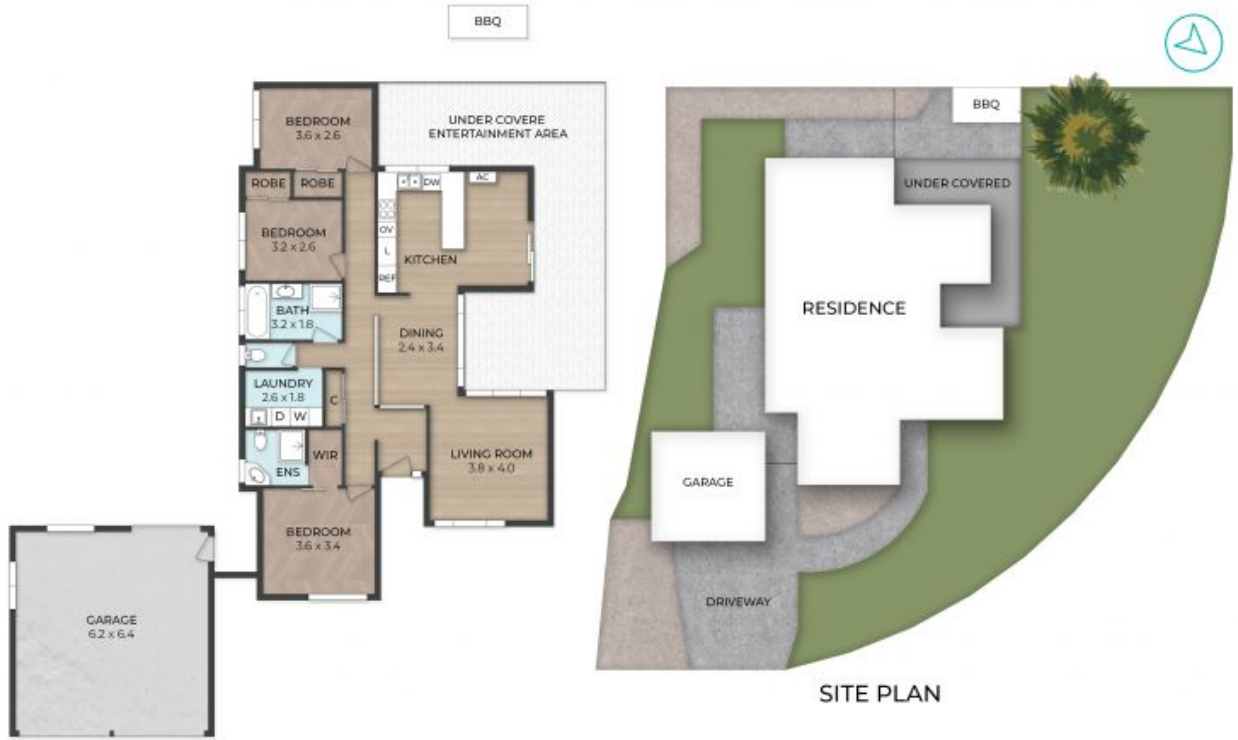 BBQ
BEDROOM
3.6 x 2.6
UNDER COVERE
ENTERTAINMENT AREA
ROBE
ROBE
DW
AC
BEDROOM
3.2 x 2.6
OV
L
REF
KITCHEN
BATH
3.2 x 1.8
DINING
2.4 x 3.4
LAUNDRY
2.6 x 1.8
C
D
W
ENS
WIR
LIVING ROOM
3.8 x 4.0
BEDROOM
3.6 x 3.4
GARAGE
6.2 x 6.4
BBQ
UNDER COVERED
RESIDENCE
GARAGE
DRIVEWAY
SITE PLAN